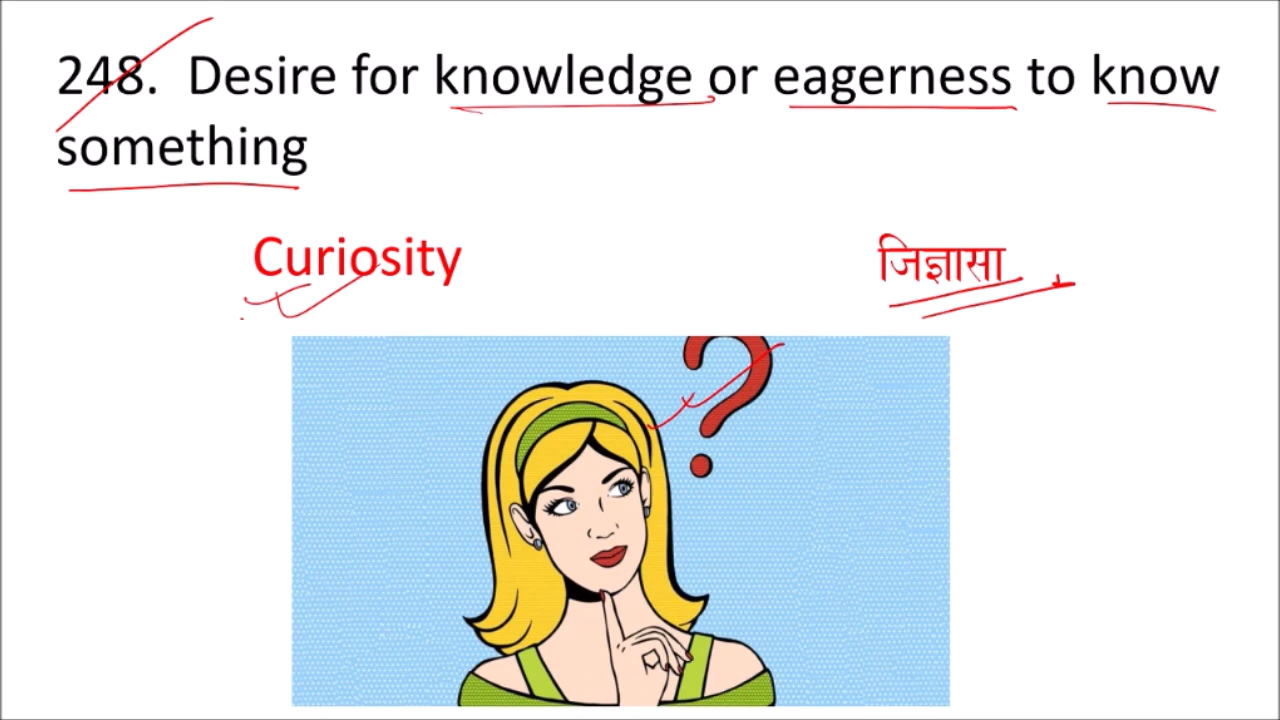 248. Desire for knowledge or eagerness to know
something
Curiosity
जिज्ञासा
?